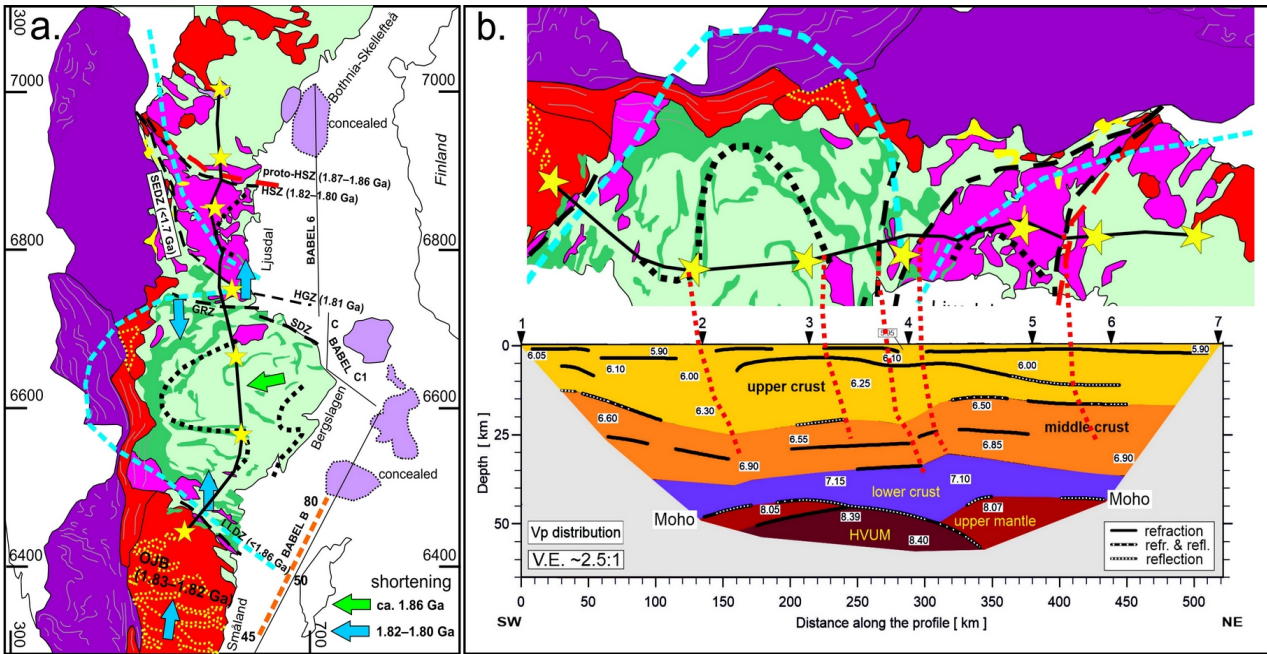 a.
300
7000
7000
Bothnia-Skellefteå
concealed
Finland
proto-HSZ (1.87–1.86 Ga)
HSZ (1.82–1.80 Ga)
SEDZ (<1.7 Ga)
6800
6800
Ljusdal
BABEL 6
HGZ (1.81 Ga)
GRZ
SDZ
C
BABEL
C1
6600
6600
Bergslagen
concealed
80
BABEL B
LLDZ (<1.86 Ga)
6400
6400
OJB
(1.83–1.82 Ga)
50
shortening
ca. 1.86 Ga
1.82–1.80 Ga
Småland
45
300
700
b.
1
2
3
4
5
6
7
0
25
50
Depth [ km ]
6.05
5.90
6.10
6.00
6.10
6.25
6.00
5.90
upper crust
6.30
6.60
6.55
6.50
middle crust
6.85
6.90
6.90
7.15
7.10
lower crust
Moho
8.05
8.39
8.07
Moho
upper mantle
HVUM
8.40
Vp distribution
V.E. ~2.5:1
refraction
refr. & refl.
reflection
0
50
100
150
200
250
300
350
400
450
500
SW
Distance along the profile [ km ]
NE